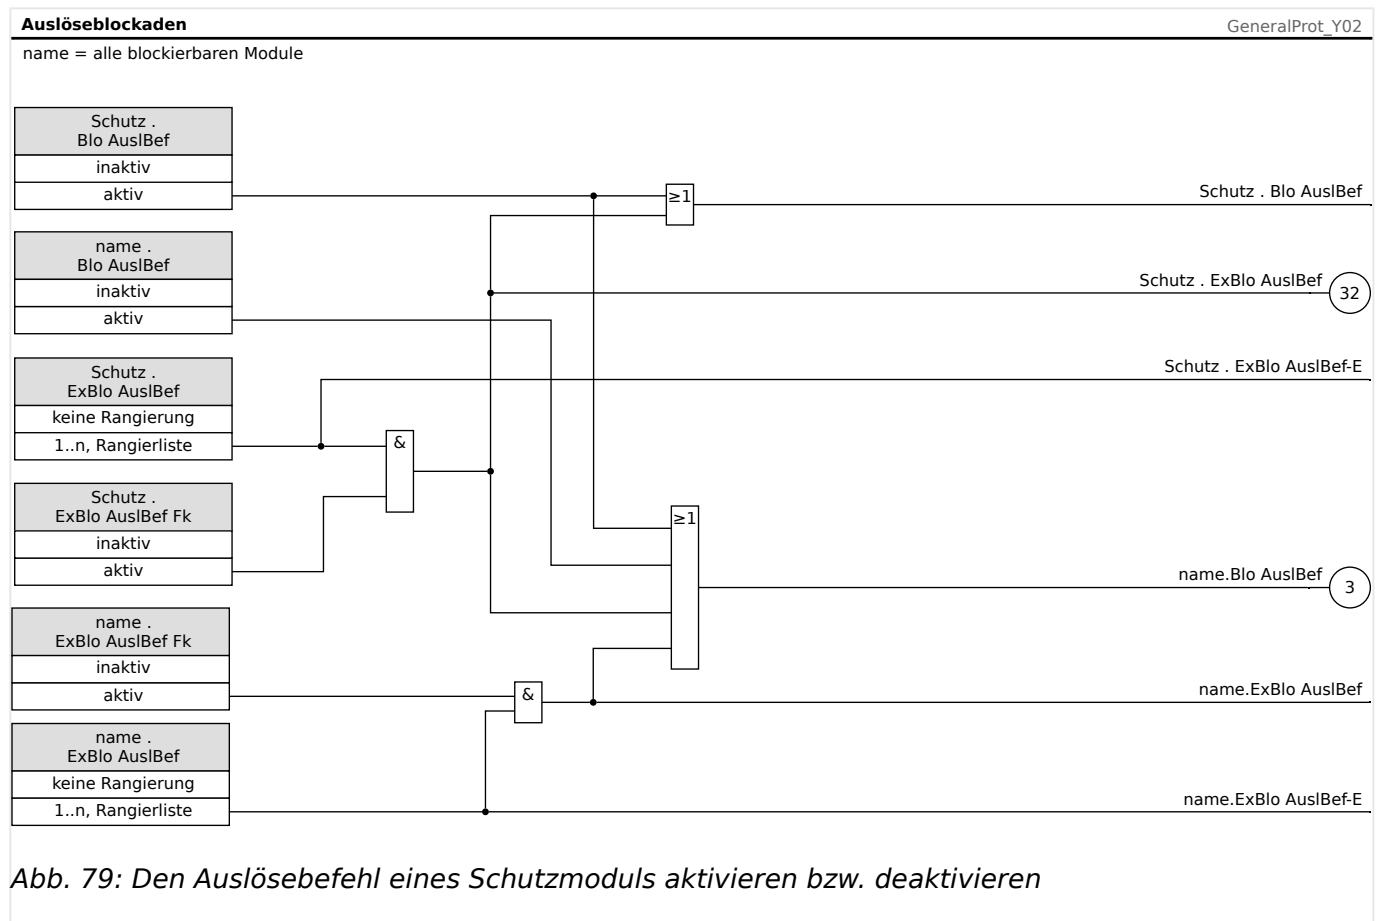 Auslöseblockaden
GeneralProt_Y02
name = alle blockierbaren Module
Schutz .
Blo AuslBef
inaktiv
aktiv
name .
Blo AuslBef
inaktiv
aktiv
Schutz .
ExBlo AuslBef
keine Rangierung
1..n, Rangierliste
Schutz .
ExBlo AuslBef Fk
inaktiv
aktiv
name .
ExBlo AuslBef Fk
inaktiv
aktiv
name .
ExBlo AuslBef
keine Rangierung
1..n, Rangierliste
&
&
≥1
≥1
Schutz . Blo AuslBef
Schutz . ExBlo AuslBef
32
Schutz . ExBlo AuslBef-E
name.Blo AuslBef
3
name.ExBlo AuslBef
name.ExBlo AuslBef-E
Abb. 79: Den Auslösebefehl eines Schutzmoduls aktivieren bzw. deaktivieren